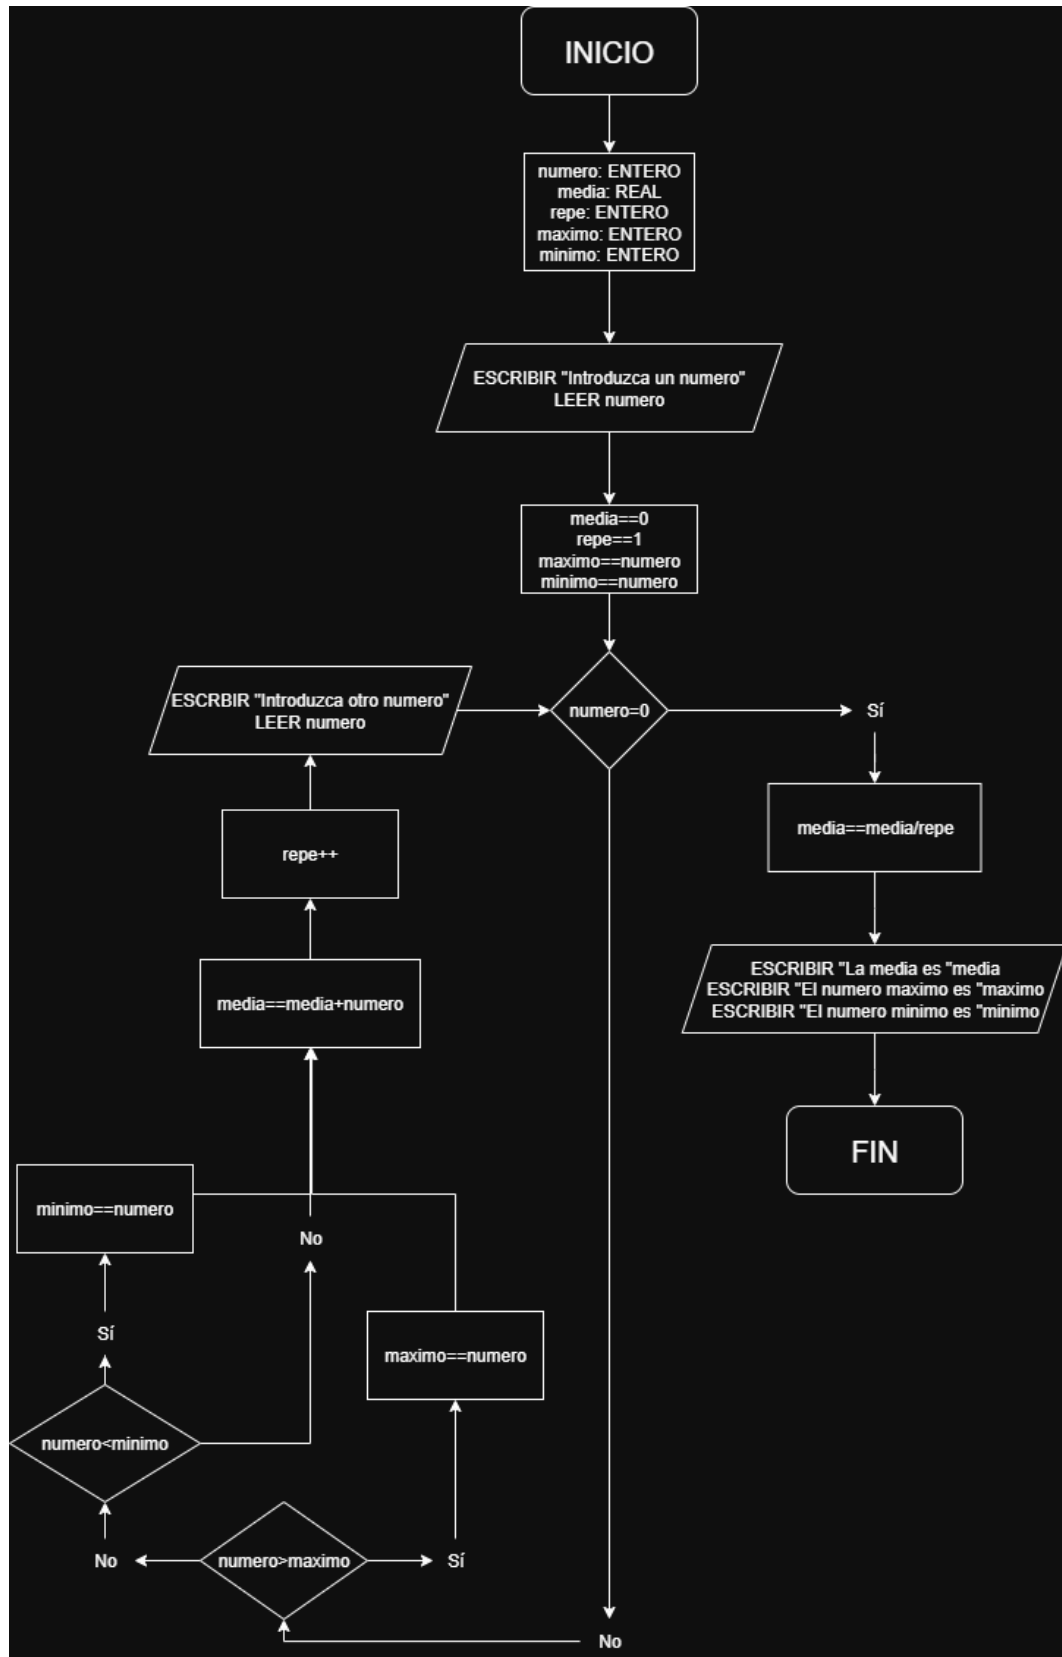 INICIO
numero: ENTERO
media: REAL
repe: ENTERO
maximo: ENTERO
minimo: ENTERO
ESCRIBIR "Introduzca un numero"
LEER numero
media==0
repe==1
maximo==numero
minimo==numero
numero=0
Sí
media==media/repe
ESCRIBIR "La media es "media
ESCRIBIR "El numero maximo es "maximo
ESCRIBIR "El numero minimo es "minimo
FIN
No
numero>maximo
Sí
maximo==numero
No
numero<minimo
Sí
minimo==numero
No
media==media+numero
repe++
ESCRBIR "Introduzca otro numero"
LEER numero